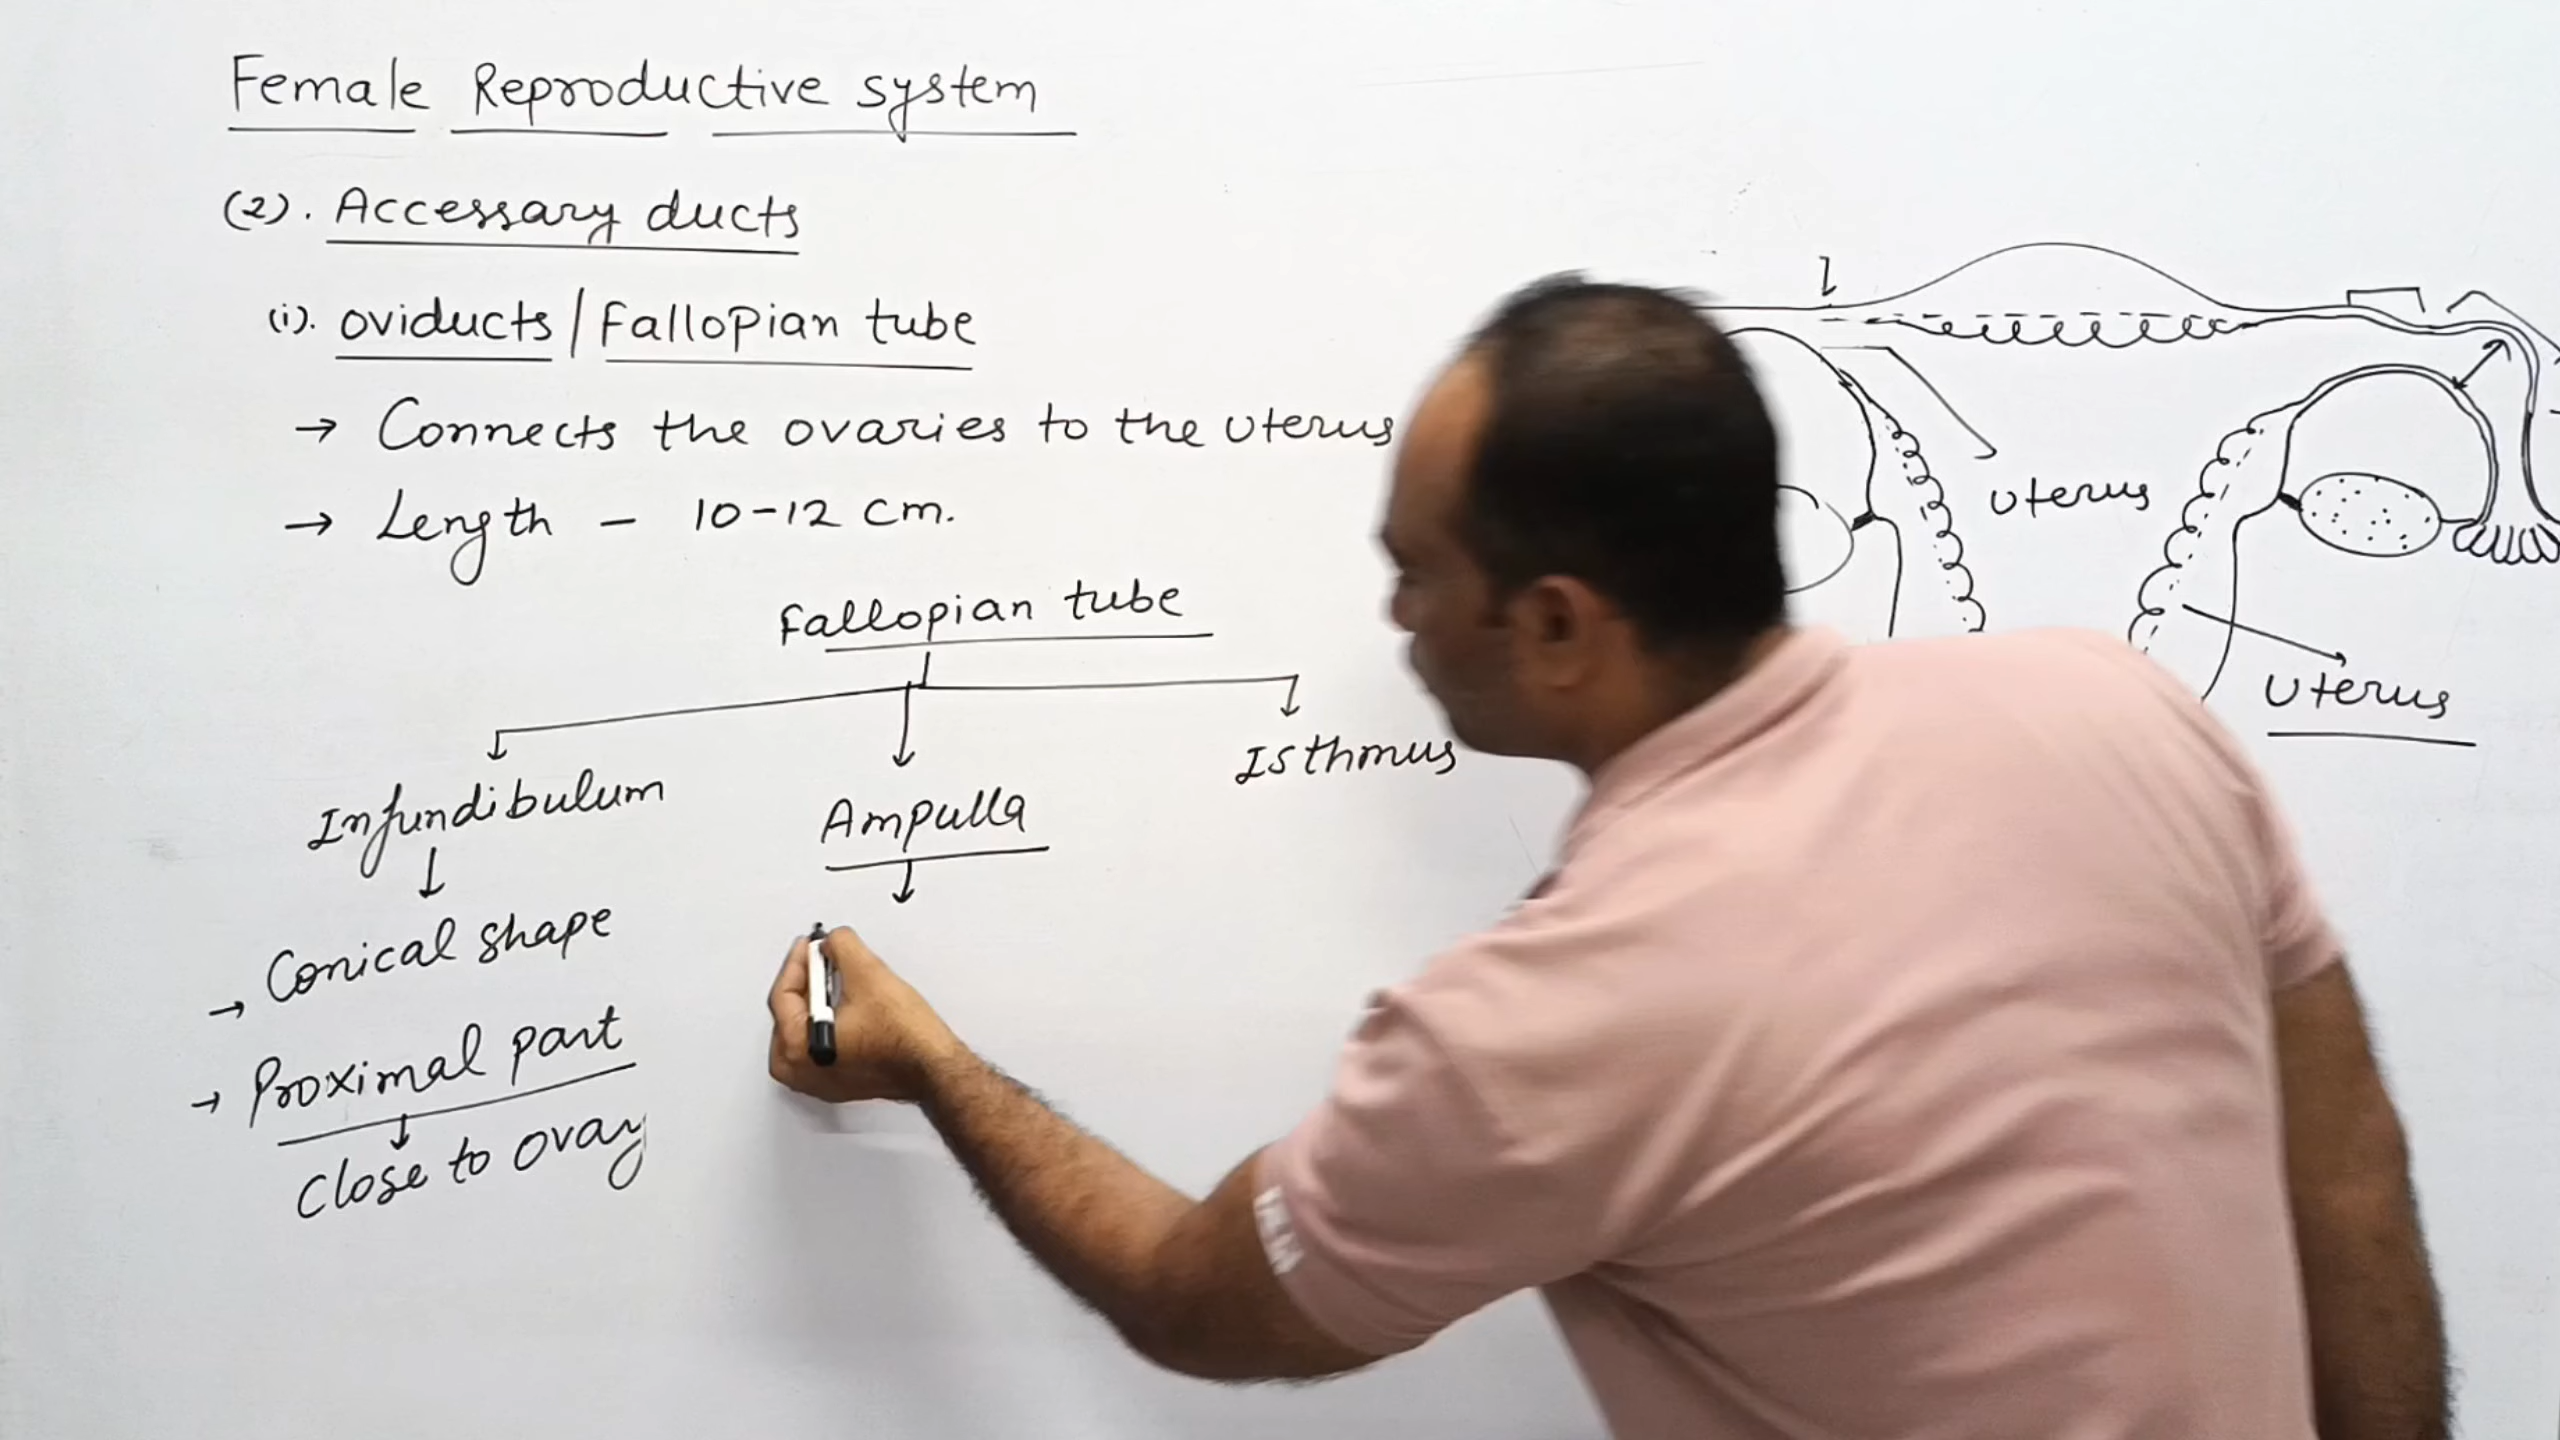 Female Reproductive system
(2). Accessary ducts
(i). oviducts / Fallopian tube
→ Connects the ovaries to the uterus
→ Length - 10-12 cm.
Fallopian tube
Infundibulum
Ampulla
Isthmus
→ Conical shape
→ Proximal part
Close to ovary
uterus
uterus